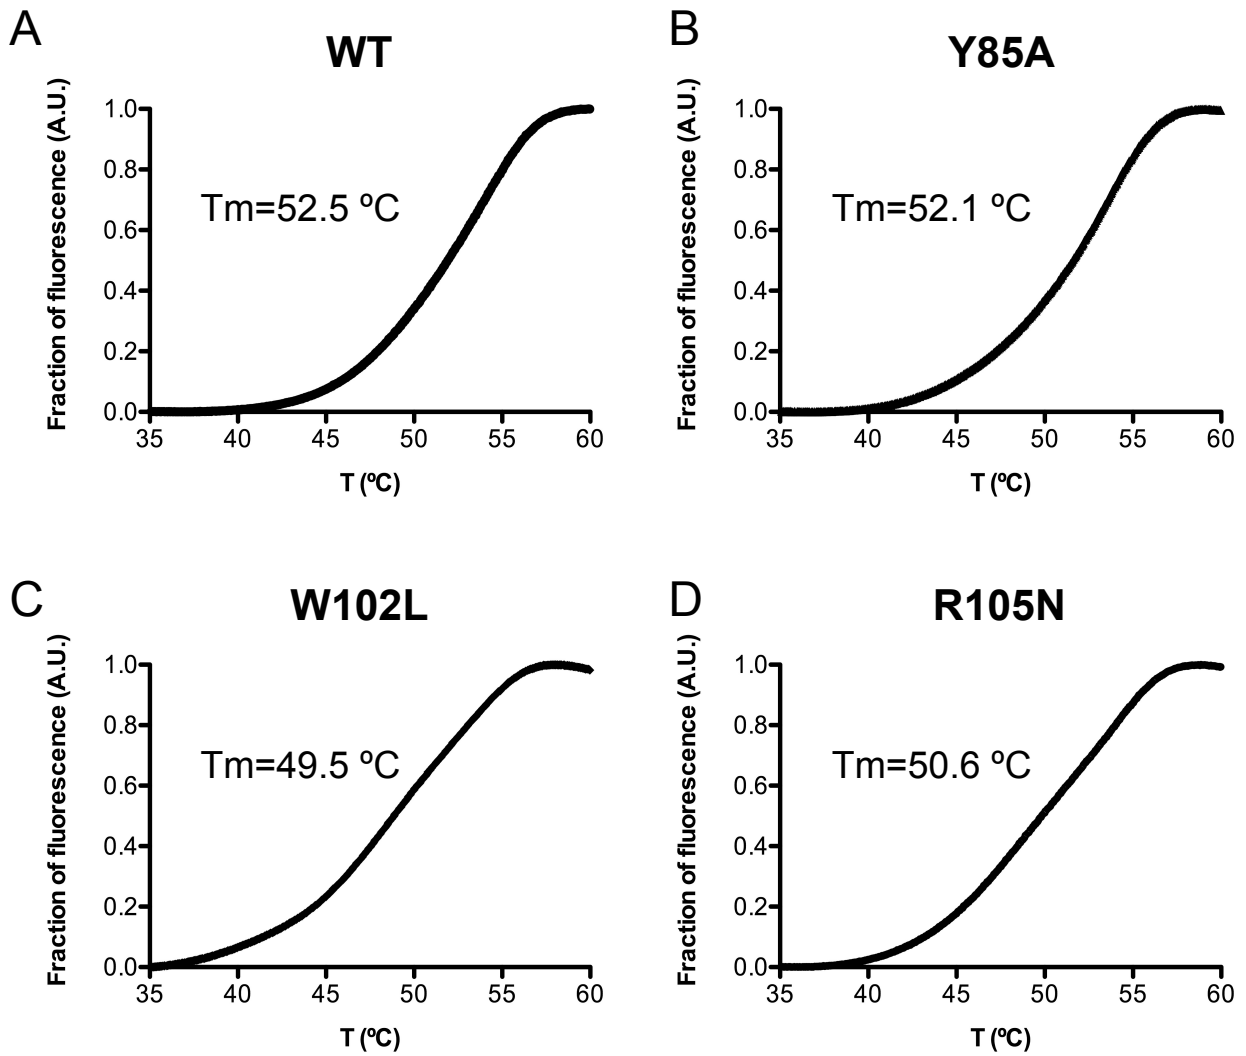 A
WT
Fraction of fluorescence (A.U.)
1.0
0.8
0.6
0.4
0.2
0.0
Tm=52.5 ºC
35 40 45 50 55 60
T (ºC)
B
Y85A
Fraction of fluorescence (A.U.)
1.0
0.8
0.6
0.4
0.2
0.0
Tm=52.1 ºC
35 40 45 50 55 60
T (ºC)
C
W102L
Fraction of fluorescence (A.U.)
1.0
0.8
0.6
0.4
0.2
0.0
Tm=49.5 ºC
35 40 45 50 55 60
T (ºC)
D
R105N
Fraction of fluorescence (A.U.)
1.0
0.8
0.6
0.4
0.2
0.0
Tm=50.6 ºC
35 40 45 50 55 60
T (ºC)